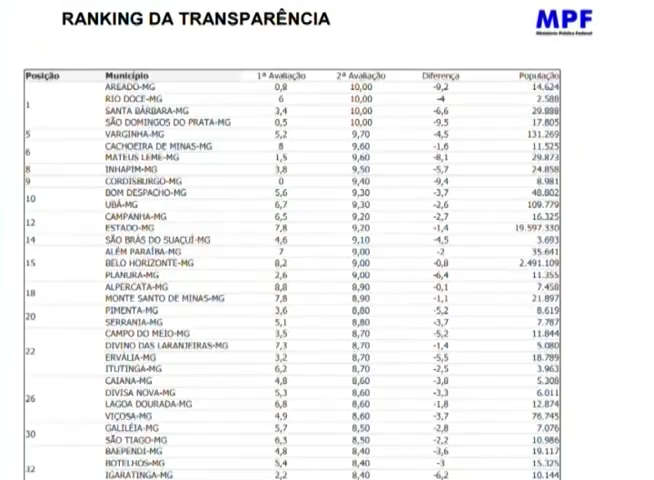 RANKING DA TRANSPARÊNCIA
MPF
Ministério Público Federal
Posição Município 1ª Avaliação 2ª Avaliação Diferença População
AREADO-MG 0,8 10,00 -9,2 14.624
1 RIO DOCE-MG 6 10,00 -4 2.588
SANTA BÁRBARA-MG 3,4 10,00 -6,6 29.888
SÃO DOMINGOS DO PRATA-MG 0,5 10,00 -9,5 17.805
5 VARGINHA-MG 5,2 9,70 -4,5 131.269
6 CACHOEIRA DE MINAS-MG 8 9,60 -1,6 11.525
MATEUS LEME-MG 1,5 9,60 -8,1 29.873
8 INHAPIM-MG 3,8 9,50 -5,7 24.858
9 CORDISBURGO-MG 0 9,40 -9,4 8.981
10 BOM DESPACHO-MG 5,6 9,30 -3,7 48.802
UBÁ-MG 6,7 9,30 -2,6 109.779
12 CAMPANHA-MG 6,5 9,20 -2,7 16.325
ESTADO-MG 7,8 9,20 -1,4 19.597.330
14 SÃO BRÁS DO SUAÇUÍ-MG 4,6 9,10 -4,5 3.693
ALÉM PARAÍBA-MG 7 9,00 -2 35.641
15 BELO HORIZONTE-MG 8,2 9,00 -0,8 2.491.109
PLANURA-MG 2,6 9,00 -6,4 11.355
18 ALPERCATA-MG 8,8 8,90 -0,1 7.458
MONTE SANTO DE MINAS-MG 7,8 8,90 -1,1 21.897
20 PIMENTA-MG 3,6 8,80 -5,2 8.619
SERRANIA-MG 5,1 8,80 -3,7 7.787
CAMPO DO MEIO-MG 3,5 8,70 -5,2 11.844
22 DIVINO DAS LARANJEIRAS-MG 7,3 8,70 -1,4 5.080
ERVÁLIA-MG 3,2 8,70 -5,5 18.789
ITUTINGA-MG 6,2 8,70 -2,5 3.963
CAIANA-MG 4,8 8,60 -3,8 5.308
26 DIVISA NOVA-MG 5,3 8,60 -3,3 6.011
LAGOA DOURADA-MG 6,8 8,60 -1,8 12.874
VIÇOSA-MG 4,9 8,60 -3,7 76.745
30 GALILÉIA-MG 5,7 8,50 -2,8 7.076
SÃO TIAGO-MG 6,3 8,50 -2,2 10.986
BAEPENDI-MG 4,8 8,40 -3,6 19.117
32 BOTELHOS-MG 5,4 8,40 -3 15.325
IGARATINGA-MG 2,2 8,40 -6,2 10.144